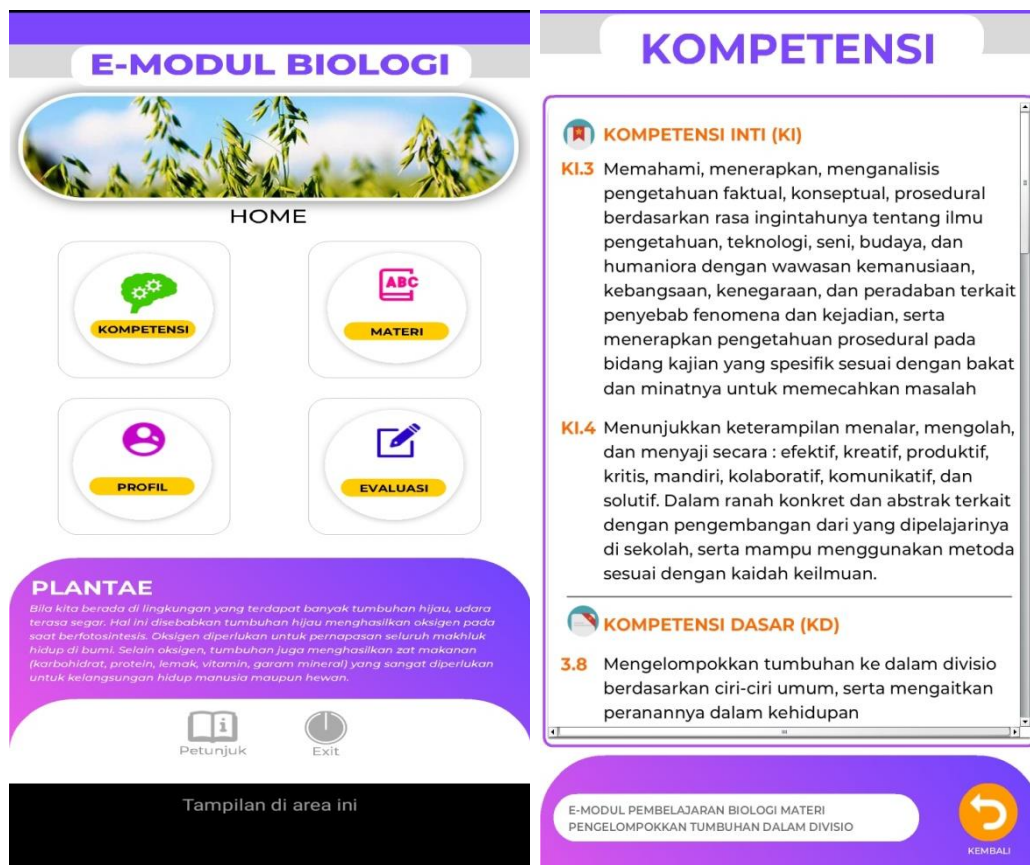 E-MODUL BIOLOGI
HOME
KOMPETENSI
ABC
MATERI
PROFIL
EVALUASI
PLANTAE
Bila kita berada di lingkungan yang terdapat banyak tumbuhan hijau, udara
terasa segar. Hal ini disebabkan tumbuhan hijau menghasilkan oksigen pada
saat berfotosintesis. Oksigen diperlukan untuk pernapasan seluruh makhluk
hidup di bumi. Selain oksigen, tumbuhan juga menghasilkan zat makanan
(karbohidrat, protein, lemak, vitamin, garam mineral) yang sangat diperlukan
untuk kelangsungan hidup manusia maupun hewan.
i
Petunjuk
Exit
Tampilan di area ini
KOMPETENSI
KOMPETENSI INTI (KI)
KI.3 Memahami, menerapkan, menganalisis
pengetahuan faktual, konseptual, prosedural
berdasarkan rasa ingintahunya tentang ilmu
pengetahuan, teknologi, seni, budaya, dan
humaniora dengan wawasan kemanusiaan,
kebangsaan, kenegaraan, dan peradaban terkait
penyebab fenomena dan kejadian, serta
menerapkan pengetahuan prosedural pada
bidang kajian yang spesifik sesuai dengan bakat
dan minatnya untuk memecahkan masalah
KI.4 Menunjukkan keterampilan menalar, mengolah,
dan menyaji secara : efektif, kreatif, produktif,
kritis, mandiri, kolaboratif, komunikatif, dan
solutif. Dalam ranah konkret dan abstrak terkait
dengan pengembangan dari yang dipelajarinya
di sekolah, serta mampu menggunakan metoda
sesuai dengan kaidah keilmuan.
KOMPETENSI DASAR (KD)
3.8 Mengelompokkan tumbuhan ke dalam divisio
berdasarkan ciri-ciri umum, serta mengaitkan
peranannya dalam kehidupan
E-MODUL PEMBELAJARAN BIOLOGI MATERI
PENGELOMPOKKAN TUMBUHAN DALAM DIVISIO
KEMBALI